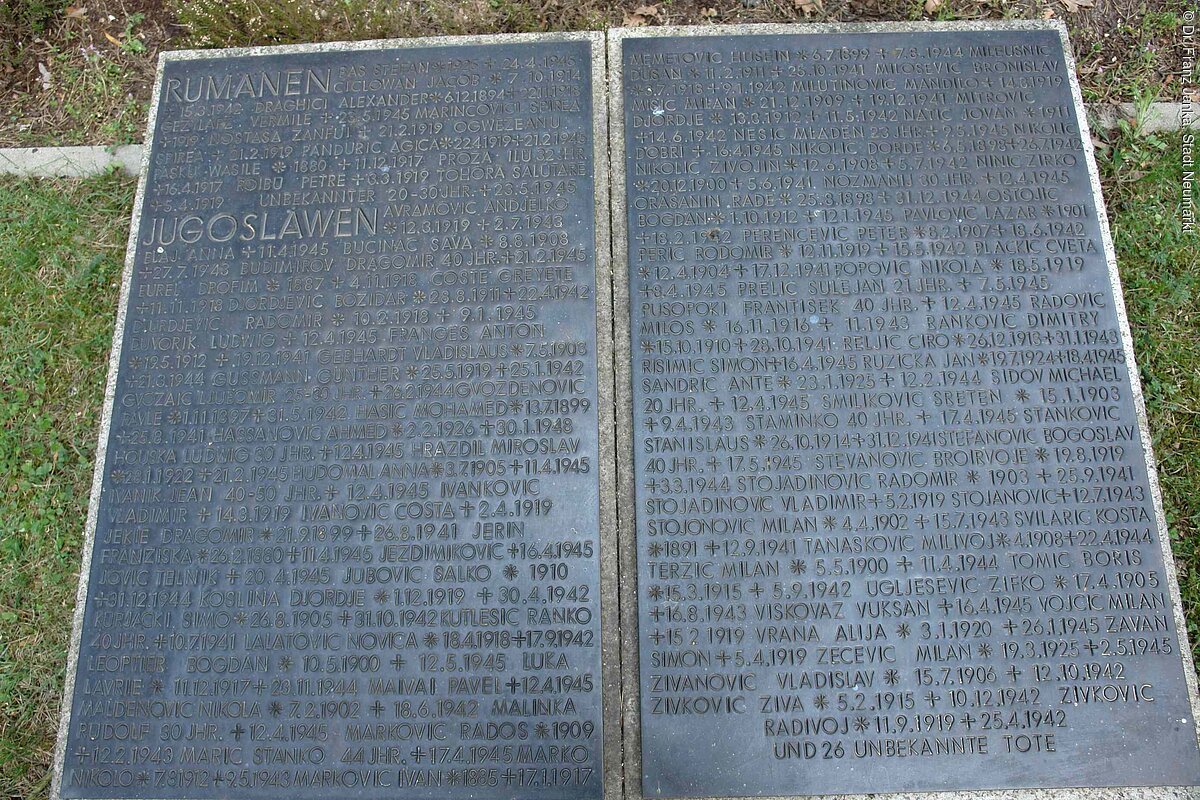 RUMÄNEN BAS STEFAN * 1925 + 24.4.1945
CICLOWAN JACOB * 7.10.1914
+ 15.3.1942 DRAGHICI ALEXANDER * 6.12.1894 + 22.11.1918
GEZ LARZ. VERMILE + 25.5.1945 MARINCOVICI SPIREA
+ 1919 NOSTASA ZANFUI + 21.2.1919 OGWEZEANU
SPIREA + 21.2.1919 PANDURIC AGICA * 22.4.1919 + 21.2.1945
PASKU WASILE * 1880 + 11.12.1917 PROZA ILU 32 JHR.
+ 16.4.1917 ROIBU PETRE + 3.3.1919 TOHORA SALUTARE
+ 5.4.1919 UNBEKANNTER 20-30 JHR. + 23.5.1945
JUGOSLAWEN AVRAMOVIC ANDJELKO
* 12.3.1919 + 2.7.1943
BLAJ ANNA + 11.4.1945 BUCINAC SAVA * 8.8.1908
+ 27.7.1943 BUDIMIROV DRAGOMIR 40 JHR. + 21.2.1945
BUREL DROFIM * 1887 + 4.11.1918 COSTE GREYETE
+ 11.11.1918 DJORDJEVIC BOZIDAR * 23.8.1911 + 22.4.1942
DJURDJEVIC RADOMIR * 10.2.1918 + 9.1.1945
DUVORIK LUDWIG + 12.4.1945 FRANGES ANTON
* 19.5.1912 + 19.12.1941 GEBHARDT VLADISLAUS * 7.5.1903
+ 21.3.1944 GUSSMANN GÜNTHER * 25.5.1919 + 25.1.1942
GVOZAIC LJUBOMIR 25-30 JHR. + 26.2.1944 GVOZDENOVIC
PAVLE * 1.11.1897 + 31.5.1942 HASIC MOHAMED * 13.7.1899
+ 25.8.1941 HASSANOVIC AHMED * 2.2.1926 + 30.1.1948
HOUSKA LUDWIG 30 JHR. + 12.4.1945 HRAZDIL MIROSLAV
* 28.1.1922 + 21.2.1945 HUDOMAL ANNA * 3.7.1905 + 11.4.1945
IVANIK JEAN 40-50 JHR. + 12.4.1945 IVANKOVIC
VLADIMIR + 14.3.1919 IVANOVIC COSTA + 2.4.1919
JEKIE DRAGOMIR * 21.9.1899 + 26.8.1941 JERIN
FRANZISKA * 26.2.1880 + 11.4.1945 JEZDIMIKOVIC + 16.4.1945
JOVIC TELNIK + 20.4.1945 JUBOVIC SALKO * 1910
+ 31.12.1944 KOSLINA DJORDJE * 1.12.1919 + 30.4.1942
KURJACKI SIMO * 26.8.1905 + 31.10.1942 KUTLESIC RANKO
40 JHR. + 10.7.1941 LALATOVIC NOVICA * 18.4.1918 + 17.9.1942
LEOPTIER BOGDAN * 10.5.1900 + 12.5.1945 LUKA
LAVRIE * 11.12.1917 + 28.11.1944 MAIVAI PAVEL + 12.4.1945
MALDENOVIC NIKOLA * 7.2.1902 + 18.6.1942 MALINKA
RUDOLF 30 JHR. + 12.4.1945 MARKOVIC RADOS * 1909
+ 12.2.1943 MARIC STANKO 44 JHR. + 17.4.1945 MARKO
NIKOLO * 7.3.1912 + 9.5.1943 MARKOVIC IVAN * 1885 + 17.1.1917
MEMETOVIC HUSEIN * 6.7.1899 + 7.8.1944 MILEUSNIC
DUSAN * 11.2.1911 + 25.10.1941 MILOSEVIC BRONISLAV
* 3.7.1918 + 9.1.1942 MILUTINOVIC MANDILO + 14.8.1919
MISIC MILAN * 21.12.1909 + 19.12.1941 MITROVIC
DJORDJE * 13.3.1912 + 11.5.1942 NATIC JOVAN * 1911
+ 14.6.1942 NESIC MLADEN 23 JHR. + 9.5.1945 NIKOLIC
DOBRI + 16.4.1945 NIKOLIC DORDE * 6.5.1898 + 26.7.1942
NIKOLIC ZIVOJIN * 12.6.1908 + 5.7.1942 NINIC ZIRKO
* 20.12.1900 + 5.6.1941 NOZMANIJ 30 JHR. + 12.4.1945
ORASANIN RADE * 25.3.1898 + 31.12.1944 OSTOJIC
BOGDAN * 1.10.1912 + 12.1.1945 PAVLOVIC LAZAR * 1901
+ 18.2.1942 PERENCEVIC PETER * 8.2.1907 + 18.6.1942
PERIC RODOMIR * 12.11.1919 + 15.5.1942 PLACKIC CVETA
* 12.4.1904 + 17.12.1941 POPOVIC NIKOLA * 18.5.1919
+ 8.4.1945 PRELIC SULEJAN 21 JHR. + 7.5.1945
PUSOPOKI FRANTISEK 40 JHR. + 12.4.1945 RADOVIC
MILOS * 16.11.1916 + 11.1943 RANKOVIC DIMITRY
* 15.10.1910 + 28.10.1941 RELJIC CIRO * 26.12.1913 + 31.1.1943
RISIMIC SIMON + 16.4.1945 RUZICKA JAN * 19.7.1924 + 18.4.1945
SANDRIC ANTE * 23.1.1925 + 12.2.1944 SIDOV MICHAEL
20 JHR. + 12.4.1945 SMILIKOVIC SRETEN * 15.1.1903
+ 9.4.1943 STAMINKO 40 JHR. + 17.4.1945 STANKOVIC
STANISLAUS * 26.10.1914 + 31.12.1941 STEFANOVIC BOGOSLAV
40 JHR. + 17.5.1945 STEVANOVIC BROIRVOJE * 19.8.1919
+ 3.3.1944 STOJADINOVIC RADOMIR * 1903 + 25.9.1941
STOJADINOVIC VLADIMIR + 5.2.1919 STOJANOVIC + 12.7.1943
STOJONOVIC MILAN * 4.4.1902 + 15.7.1943 SVILARIC KOSTA
* 1891 + 12.9.1941 TANASKOVIC MILIVOJ * 4.1908 + 22.4.1944
TERZIC MILAN * 5.5.1900 + 11.4.1944 TOMIC BORIS
* 15.3.1915 + 5.9.1942 UGLJESEVIC ZIFKO * 17.4.1905
+ 16.8.1943 VISKOVAZ VUKSAN + 16.4.1945 VOJCIC MILAN
+ 15.2.1919 VRANA ALIJA * 3.1.1920 + 26.1.1945 ZAVAN
SIMON + 5.4.1919 ZECEVIC MILAN * 19.3.1925 + 2.5.1945
ZIVANOVIC VLADISLAV * 15.7.1906 + 12.10.1942
ZIVKOVIC ZIVA * 5.2.1915 + 10.12.1942 ZIVKOVIC
RADIVOJ * 11.9.1919 + 25.4.1942
UND 26 UNBEKANNTE TOTE
© Dr. Franz Janka, Stadt Neumarkt